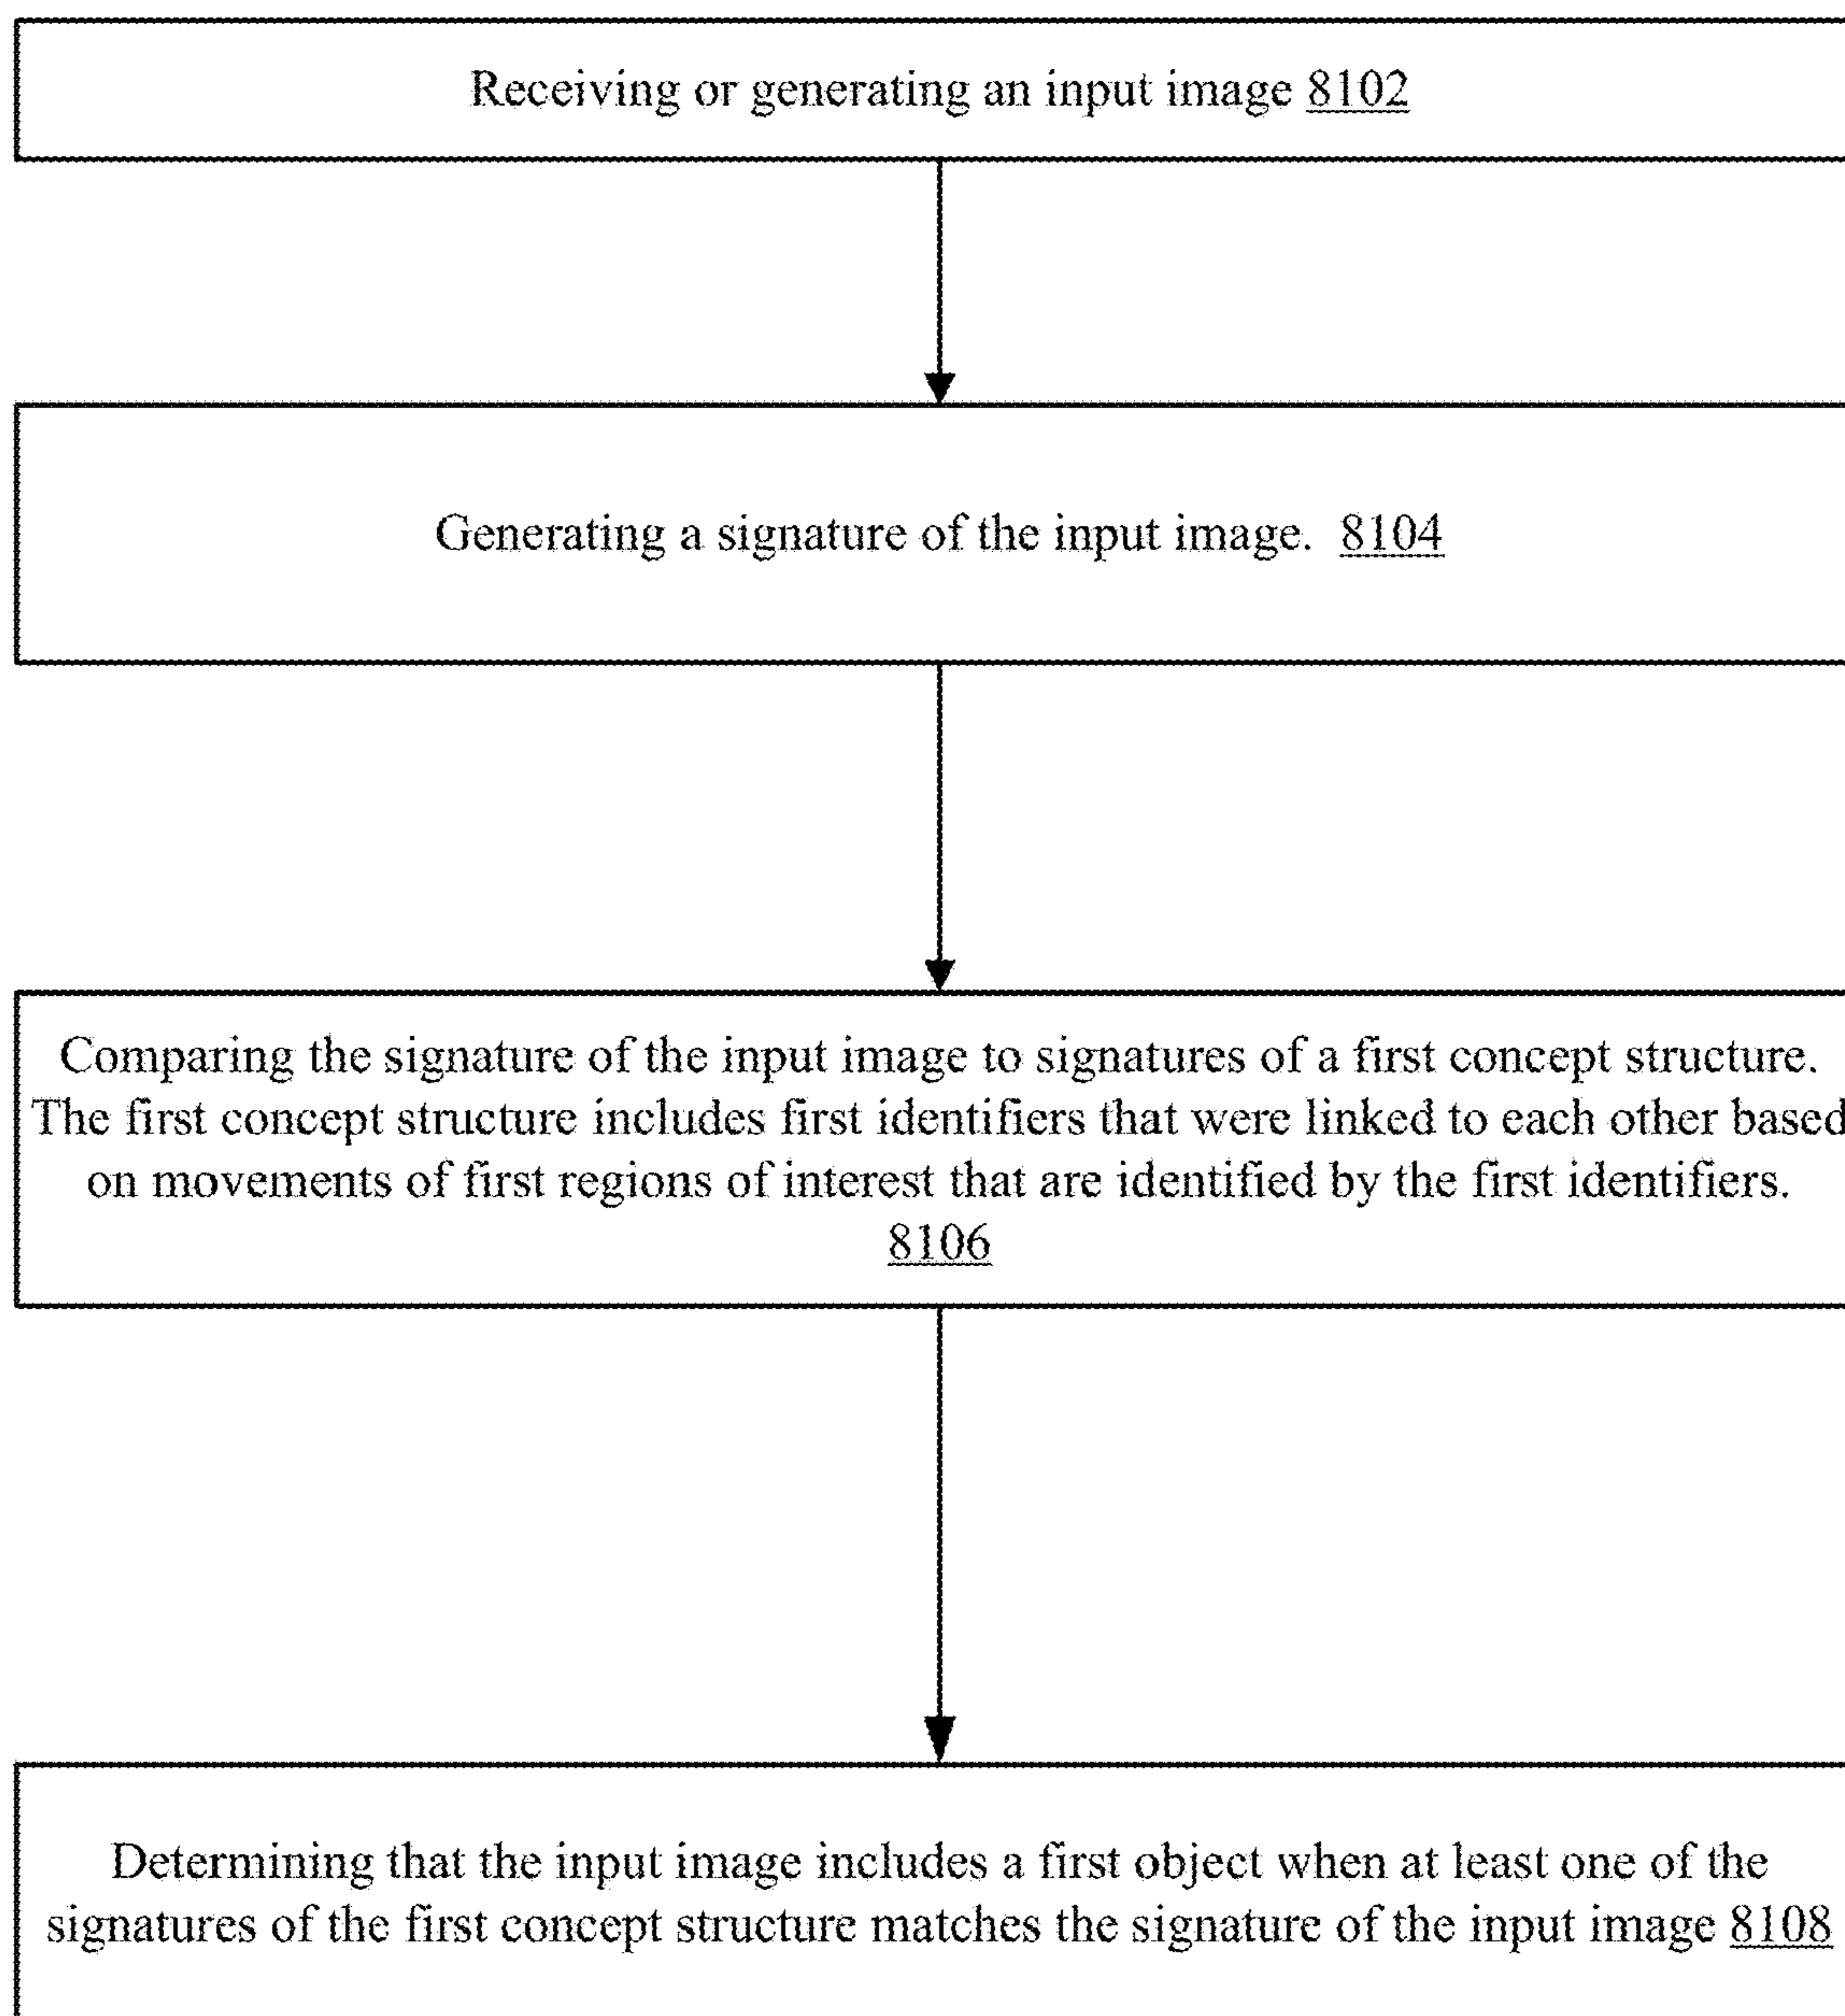 Receiving or generating an input image 8102
Generating a signature of the input image. 8104
Comparing the signature of the input image to signatures of a first concept structure.
The first concept structure includes first identifiers that were linked to each other based
on movements of first regions of interest that are identified by the first identifiers.
8106
Determining that the input image includes a first object when at least one of the
signatures of the first concept structure matches the signature of the input image 8108